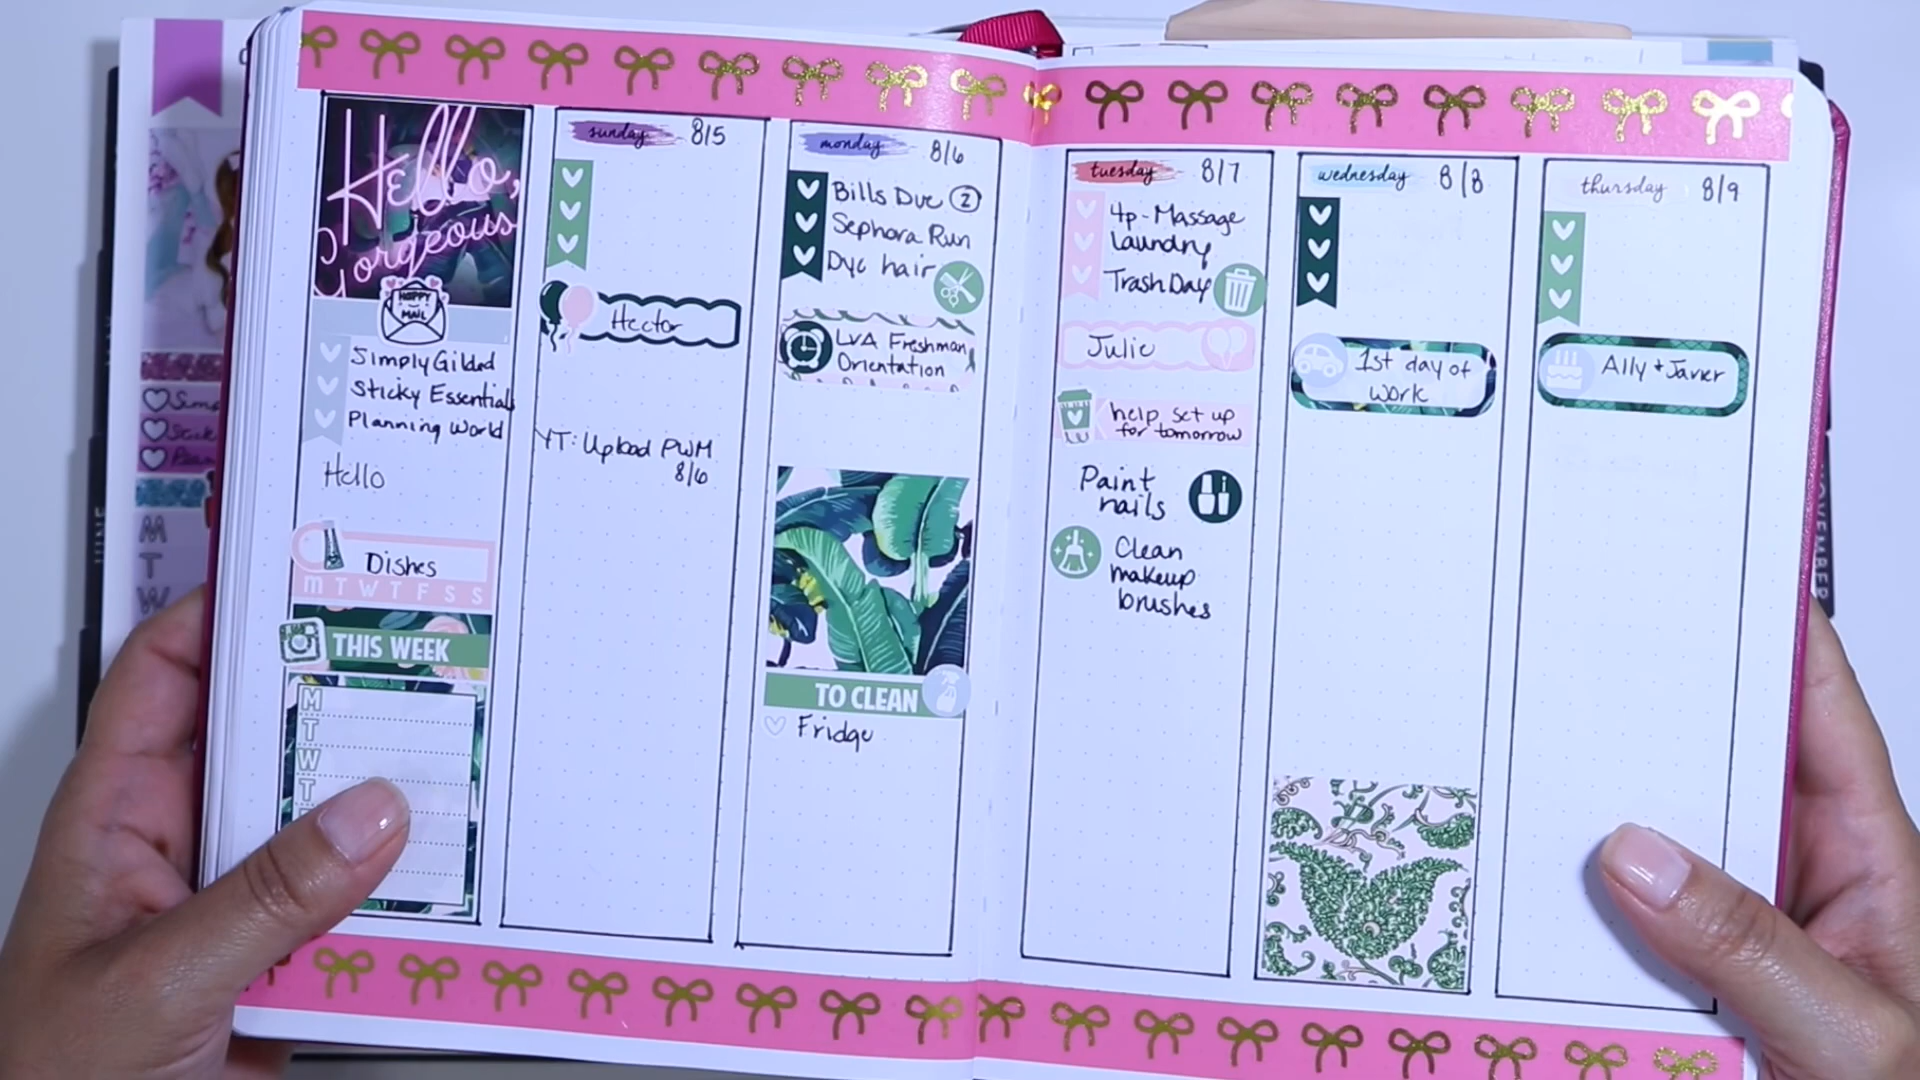 Hello,
Gorgeous
HAPPY
MAIL
Simply Gilded
Sticky Essentials
Planning World
Hello
Dishes
M T W T F S S
THIS WEEK
M
T
W
T
sunday 8/5
Hector
YT: Upload PWM
8/6
monday 8/6
Bills Due 2
Sephora Run
Dye hair
LVA Freshman
Orientation
TO CLEAN
Fridge
tuesday 8/7
4p-Massage
Laundry
Trash Day
Julie
help set up
for tomorrow
Paint
nails
Clean
makeup
brushes
wednesday 8/8
1st day of
work
thursday 8/9
Ally + Javier
JUNE
M
T
W